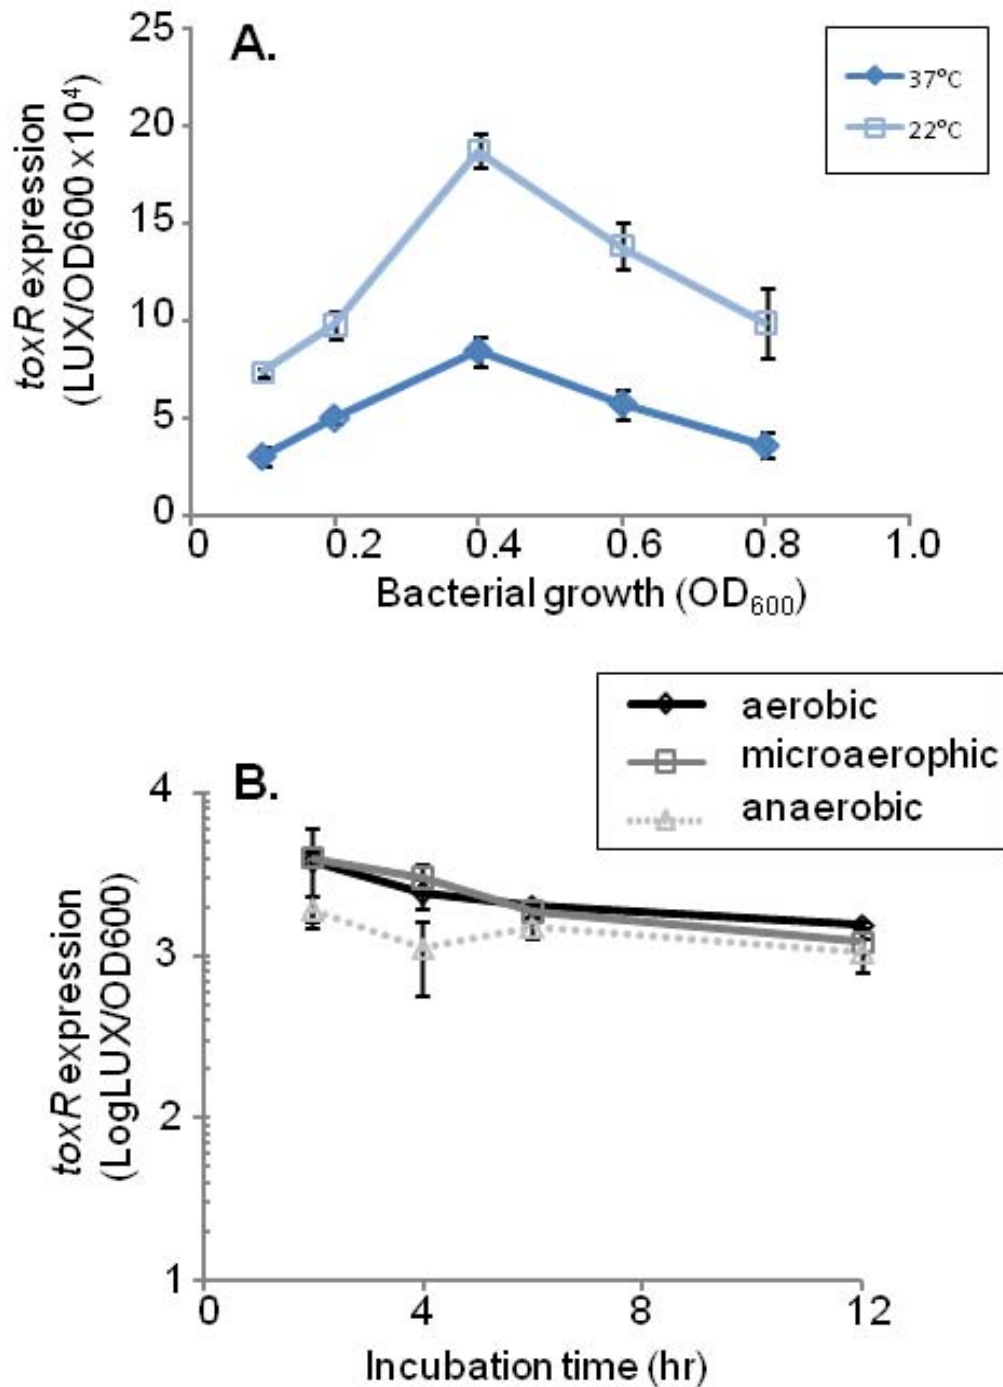 A.
37°C
22°C
toxR expression
(LUX/OD600 x10⁴)
25
20
15
10
5
0
0 0.2 0.4 0.6 0.8 1.0
Bacterial growth (OD₆₀₀)
aerobic
microaerophic
anaerobic
B.
toxR expression
(LogLUX/OD600)
4
3
2
1
0 4 8 12
Incubation time (hr)